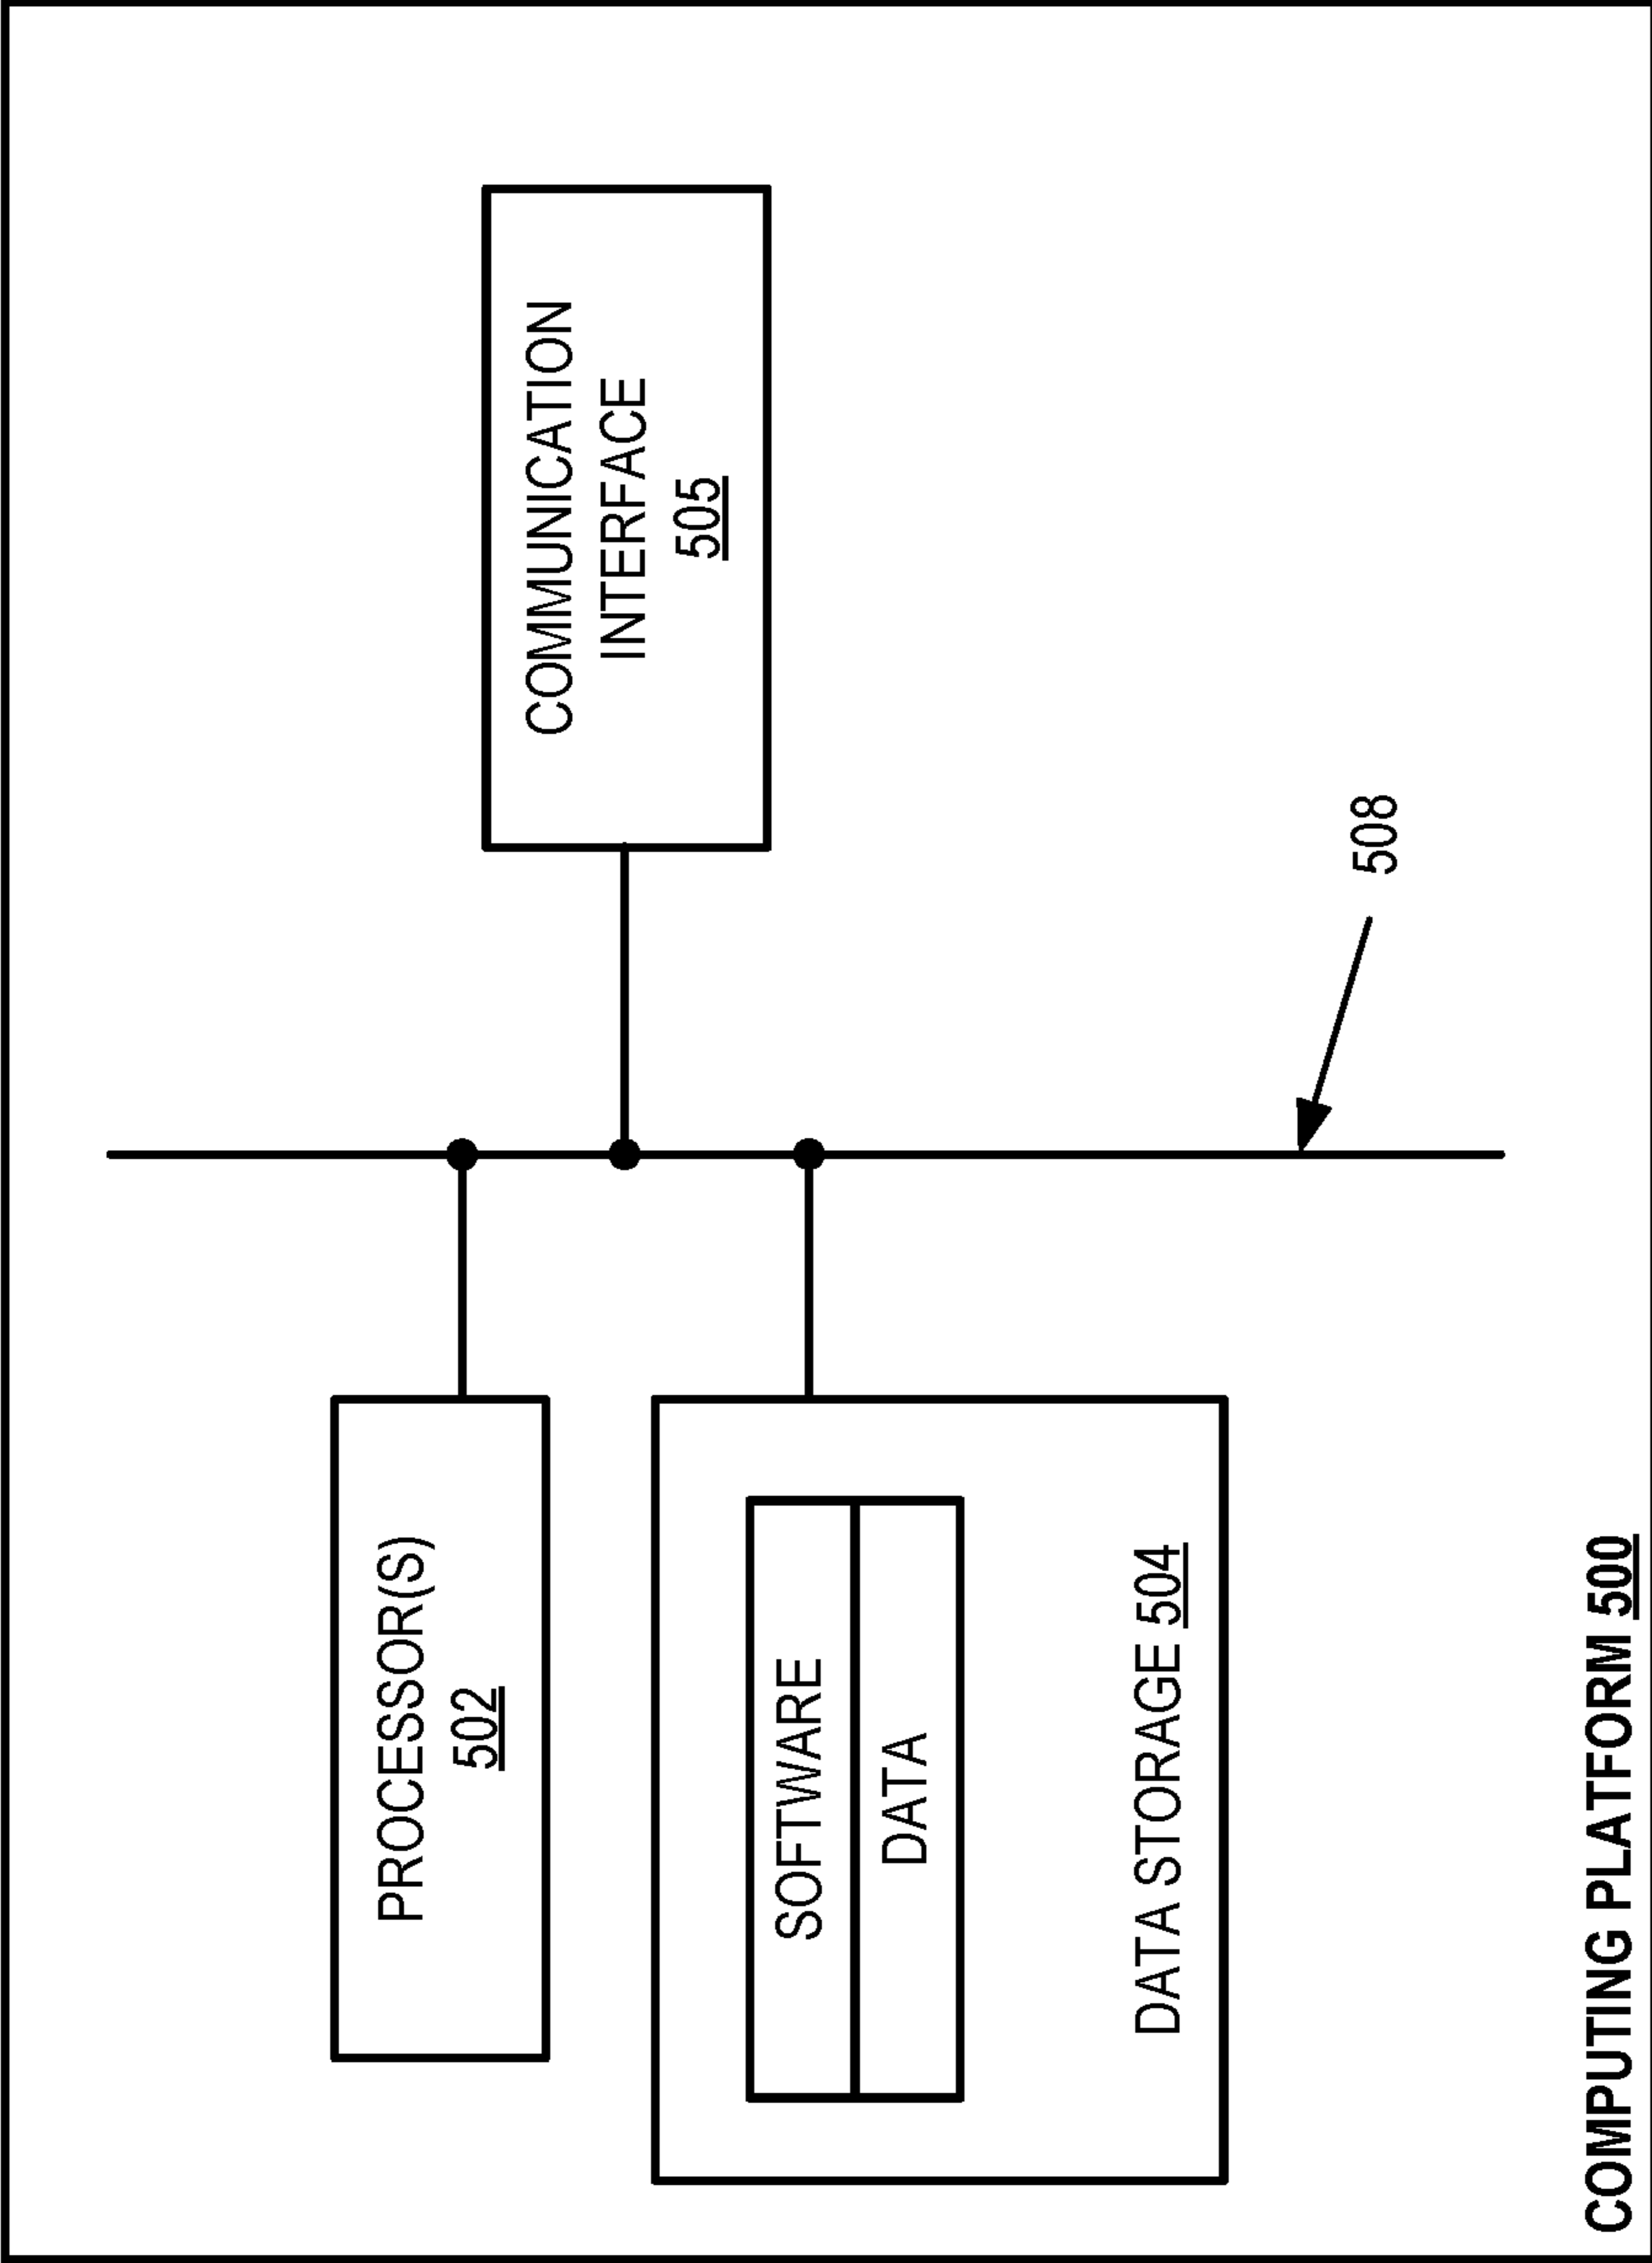 PROCESSOR(S)
502
COMMUNICATION
INTERFACE
505
SOFTWARE
DATA
DATA STORAGE 504
508
COMPUTING PLATFORM 500